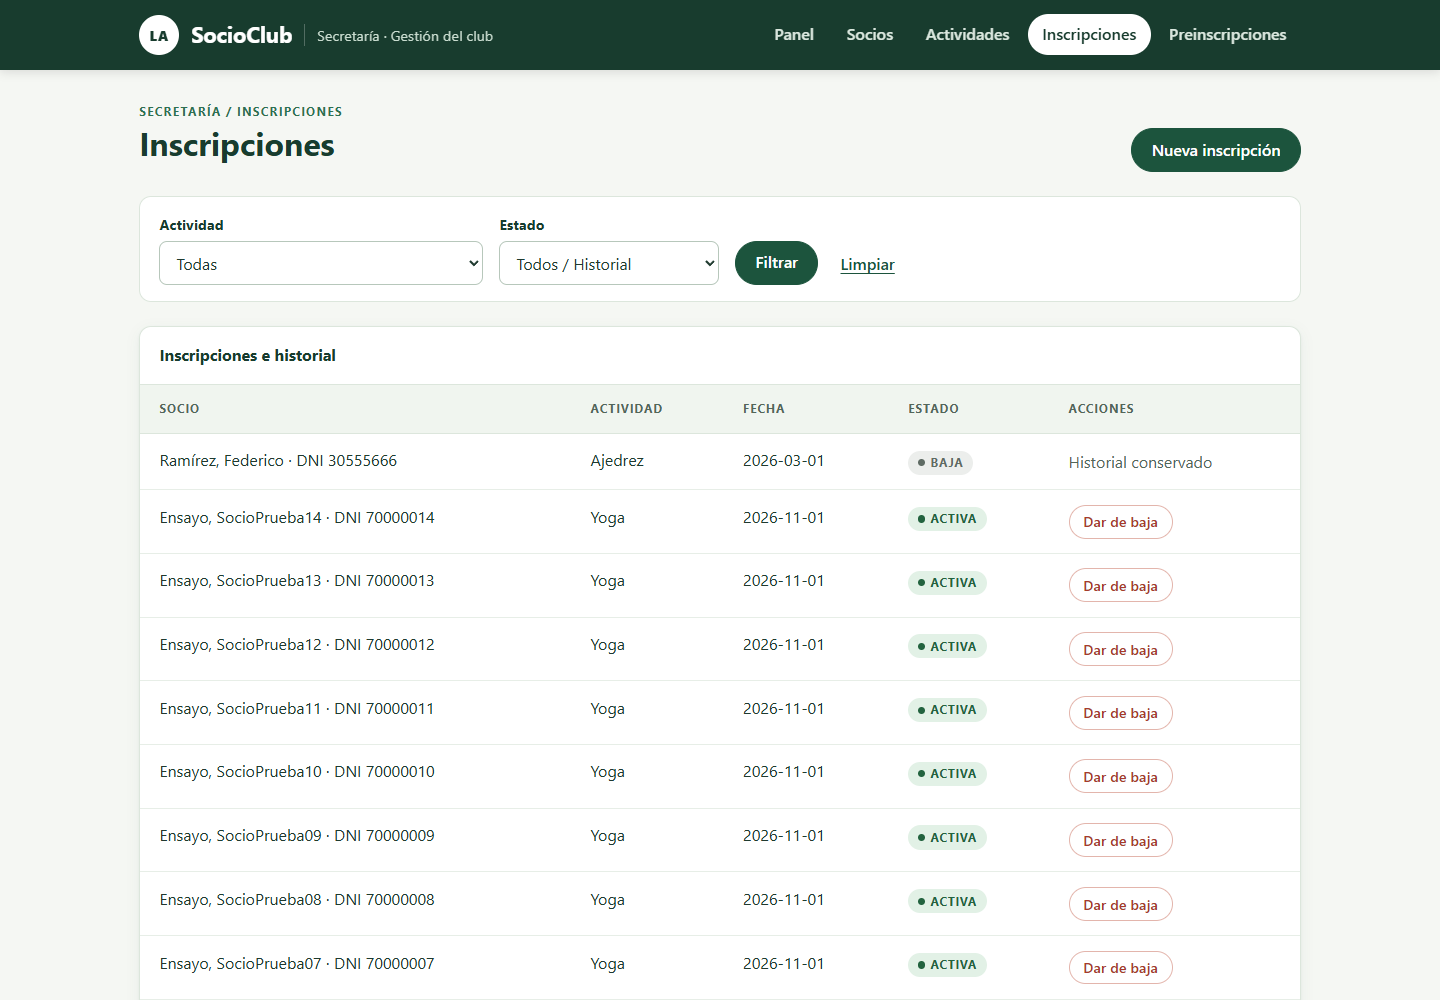 LA SocioClub Secretaría · Gestión del club Panel Socios Actividades Inscripciones Preinscripciones
SECRETARÍA / INSCRIPCIONES
Inscripciones
Nueva inscripción
Actividad Estado
Todas Todos / Historial Filtrar Limpiar
Inscripciones e historial
SOCIO ACTIVIDAD FECHA ESTADO ACCIONES
Ramírez, Federico · DNI 30555666 Ajedrez 2026-03-01 BAJA Historial conservado
Ensayo, SocioPrueba14 · DNI 70000014 Yoga 2026-11-01 ACTIVA Dar de baja
Ensayo, SocioPrueba13 · DNI 70000013 Yoga 2026-11-01 ACTIVA Dar de baja
Ensayo, SocioPrueba12 · DNI 70000012 Yoga 2026-11-01 ACTIVA Dar de baja
Ensayo, SocioPrueba11 · DNI 70000011 Yoga 2026-11-01 ACTIVA Dar de baja
Ensayo, SocioPrueba10 · DNI 70000010 Yoga 2026-11-01 ACTIVA Dar de baja
Ensayo, SocioPrueba09 · DNI 70000009 Yoga 2026-11-01 ACTIVA Dar de baja
Ensayo, SocioPrueba08 · DNI 70000008 Yoga 2026-11-01 ACTIVA Dar de baja
Ensayo, SocioPrueba07 · DNI 70000007 Yoga 2026-11-01 ACTIVA Dar de baja